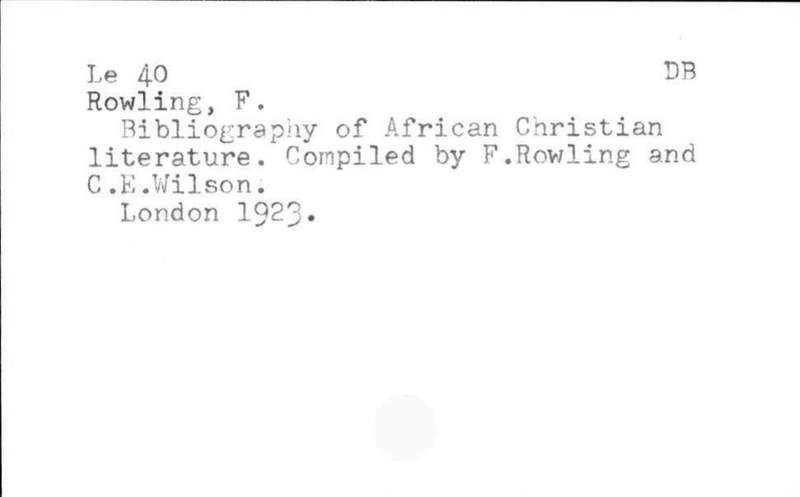 Le 40 DB
Rowling, F.
Bibliography of African Christian
literature. Compiled by F.Rowling and
C.E.Wilson.
London 1923.